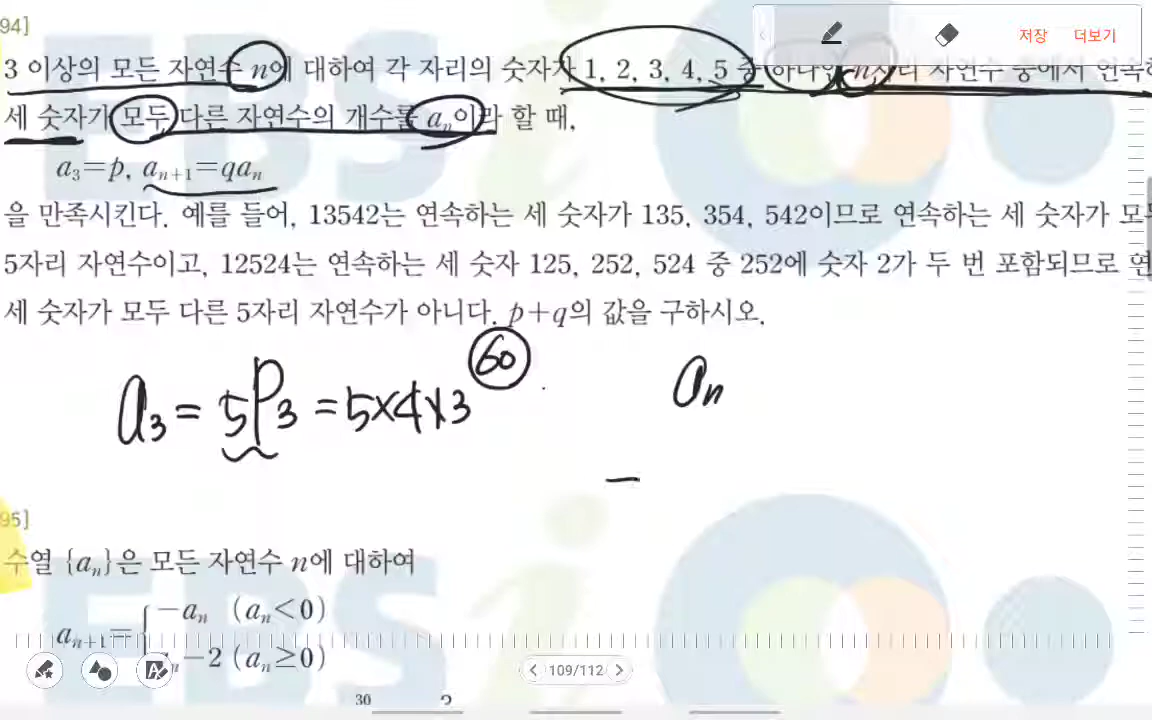 94]
저장 더보기
3 이상의 모든 자연수 n에 대하여 각 자리의 숫자가 1, 2, 3, 4, 5 중 하나인 n자리 자연수 중에서 연속하
세 숫자가 모두 다른 자연수의 개수를 aₙ이라 할 때,
a₃=p, aₙ₊₁=qaₙ
을 만족시킨다. 예를 들어, 13542는 연속하는 세 숫자가 135, 354, 542이므로 연속하는 세 숫자가 모두
5자리 자연수이고, 12524는 연속하는 세 숫자 125, 252, 524 중 252에 숫자 2가 두 번 포함되므로 연
세 숫자가 모두 다른 5자리 자연수가 아니다. p+q의 값을 구하시오.
a₃ = ₅P₃ = 5×4×3 60 aₙ
95]
수열 {aₙ}은 모든 자연수 n에 대하여
−aₙ (aₙ<0)
aₙ₊₁=
aₙ−2 (aₙ≥0)
109/112
30
EBSi